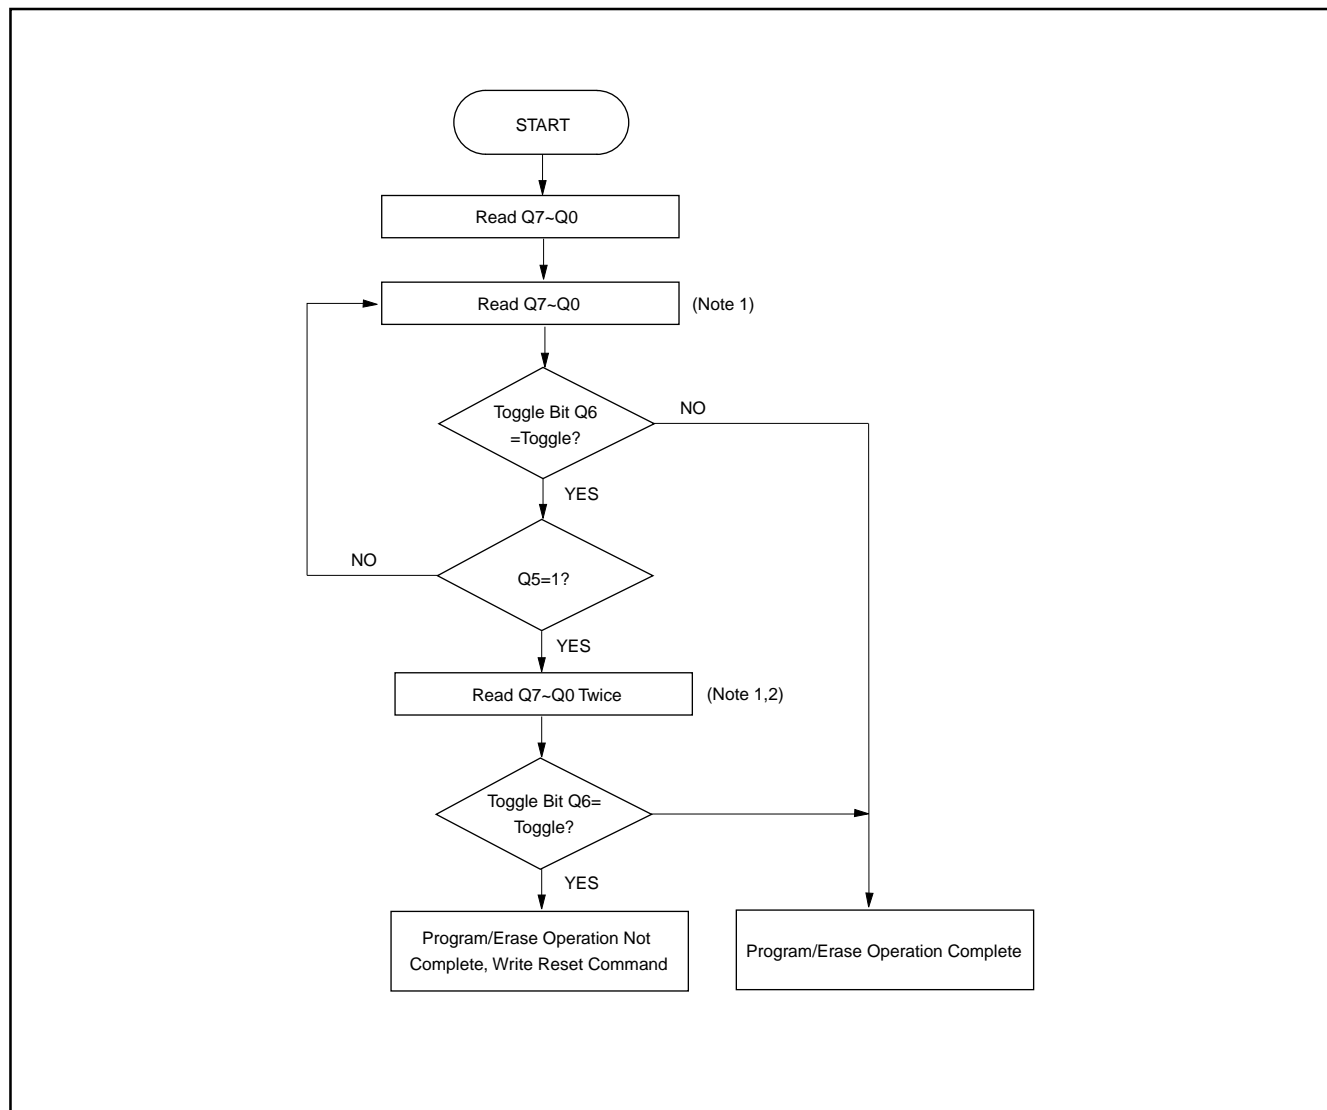 START
Read Q7~Q0
Read Q7~Q0
(Note 1)
Toggle Bit Q6
=Toggle?
NO
YES
NO
Q5=1?
YES
Read Q7~Q0 Twice
(Note 1,2)
Toggle Bit Q6=
Toggle?
YES
Program/Erase Operation Not
Complete, Write Reset Command
Program/Erase Operation Complete